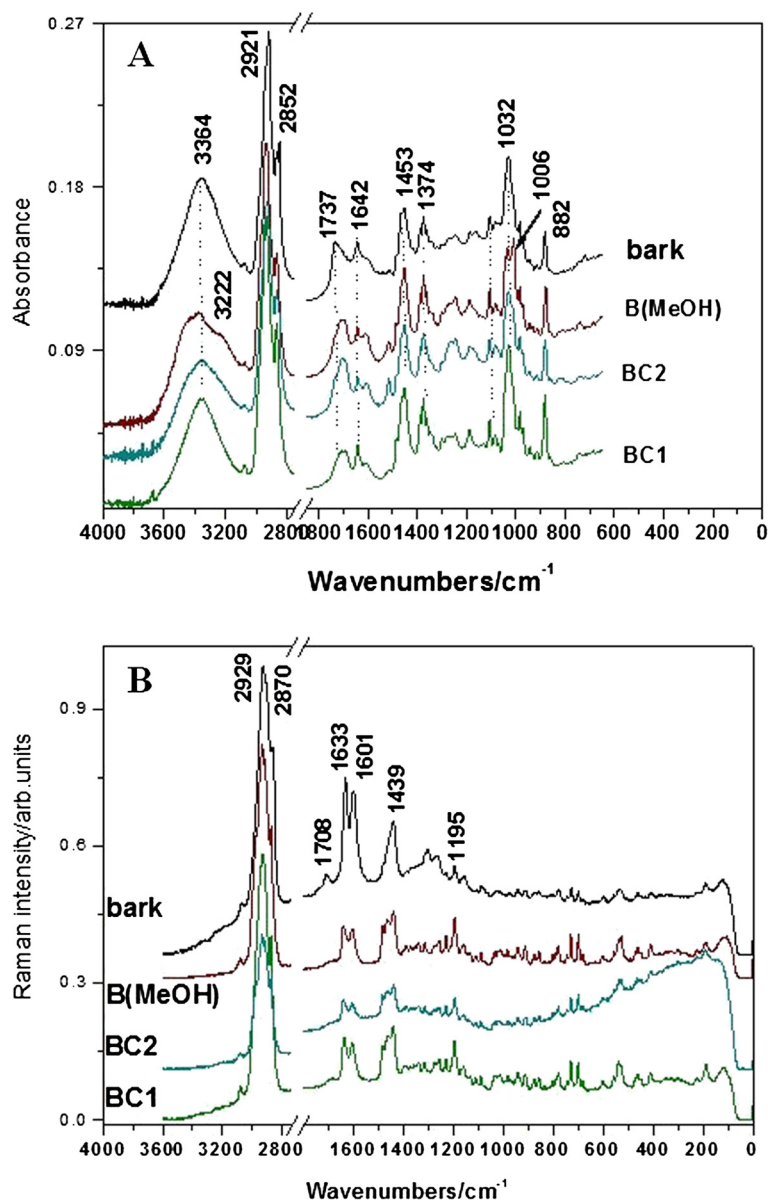 A
0.27
0.18
0.09
Absorbance
3364
3222
2921
2852
1737
1642
1453
1374
1032
1006
882
bark
B(MeOH)
BC2
BC1
4000 3600 3200 2800 1800 1600 1400 1200 1000 800 600 400 200 0
Wavenumbers/cm-1
B
0.9
0.6
0.3
0.0
Raman intensity/arb.units
2929
2870
1708
1633
1601
1439
1195
bark
B(MeOH)
BC2
BC1
4000 3600 3200 2800 1600 1400 1200 1000 800 600 400 200 0
Wavenumbers/cm-1